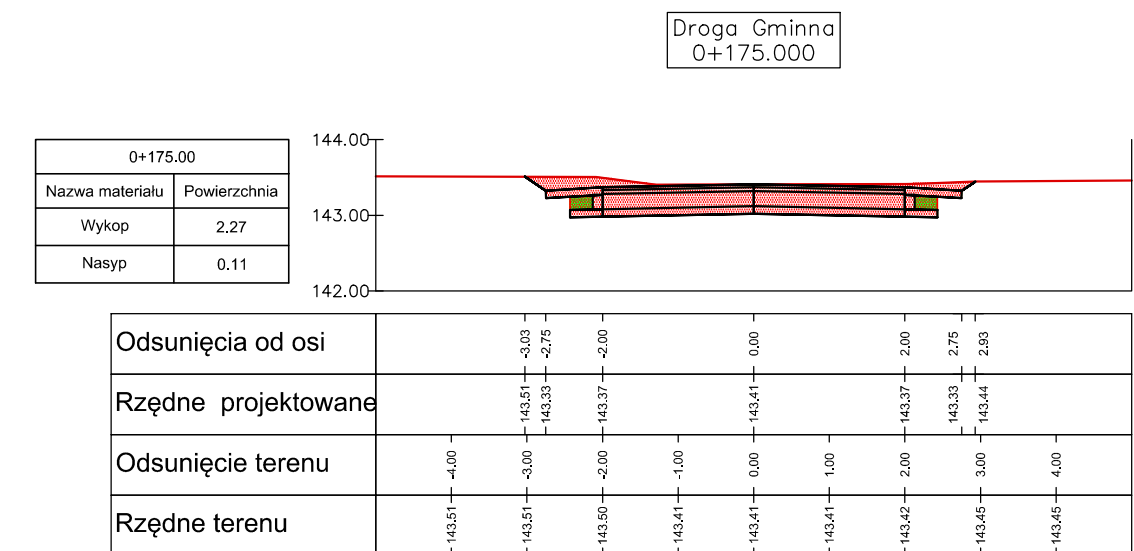 Droga Gminna
0+175.000
0+175.00
Nazwa materiału Powierzchnia
Wykop 2.27
Nasyp 0.11
144.00
143.00
142.00
Odsunięcia od osi -3.03 -2.75 -2.00 0.00 2.00 2.75 2.93
Rzędne projektowane 143.51 143.33 143.37 143.41 143.37 143.33 143.44
Odsunięcie terenu -4.00 -3.00 -2.00 -1.00 0.00 1.00 2.00 3.00 4.00
Rzędne terenu 143.51 143.51 143.50 143.41 143.41 143.41 143.42 143.45 143.45